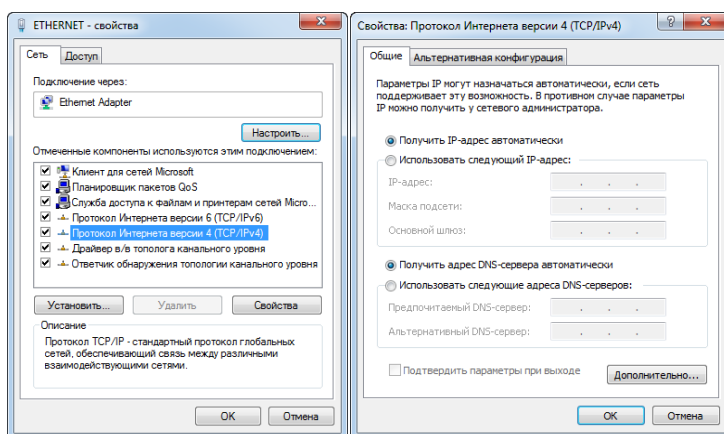 ETHERNET - свойства
Сеть
Доступ
Подключение через:
Ethernet Adapter
Настроить...
Отмеченные компоненты используются этим подключением:
Клиент для сетей Microsoft
Планировщик пакетов QoS
Служба доступа к файлам и принтерам сетей Micro...
Протокол Интернета версии 6 (TCP/IPv6)
Протокол Интернета версии 4 (TCP/IPv4)
Драйвер в/в тополога канального уровня
Ответчик обнаружения топологии канального уровня
Установить...
Удалить
Свойства
Описание
Протокол TCP/IP - стандартный протокол глобальных
сетей, обеспечивающий связь между различными
взаимодействующими сетями.
OK
Отмена
Свойства: Протокол Интернета версии 4 (TCP/IPv4)
Общие
Альтернативная конфигурация
Параметры IP могут назначаться автоматически, если сеть
поддерживает эту возможность. В противном случае параметры
IP можно получить у сетевого администратора.
Получить IP-адрес автоматически
Использовать следующий IP-адрес:
IP-адрес:
Маска подсети:
Основной шлюз:
Получить адрес DNS-сервера автоматически
Использовать следующие адреса DNS-серверов:
Предпочитаемый DNS-сервер:
Альтернативный DNS-сервер:
Подтвердить параметры при выходе
Дополнительно...
OK
Отмена